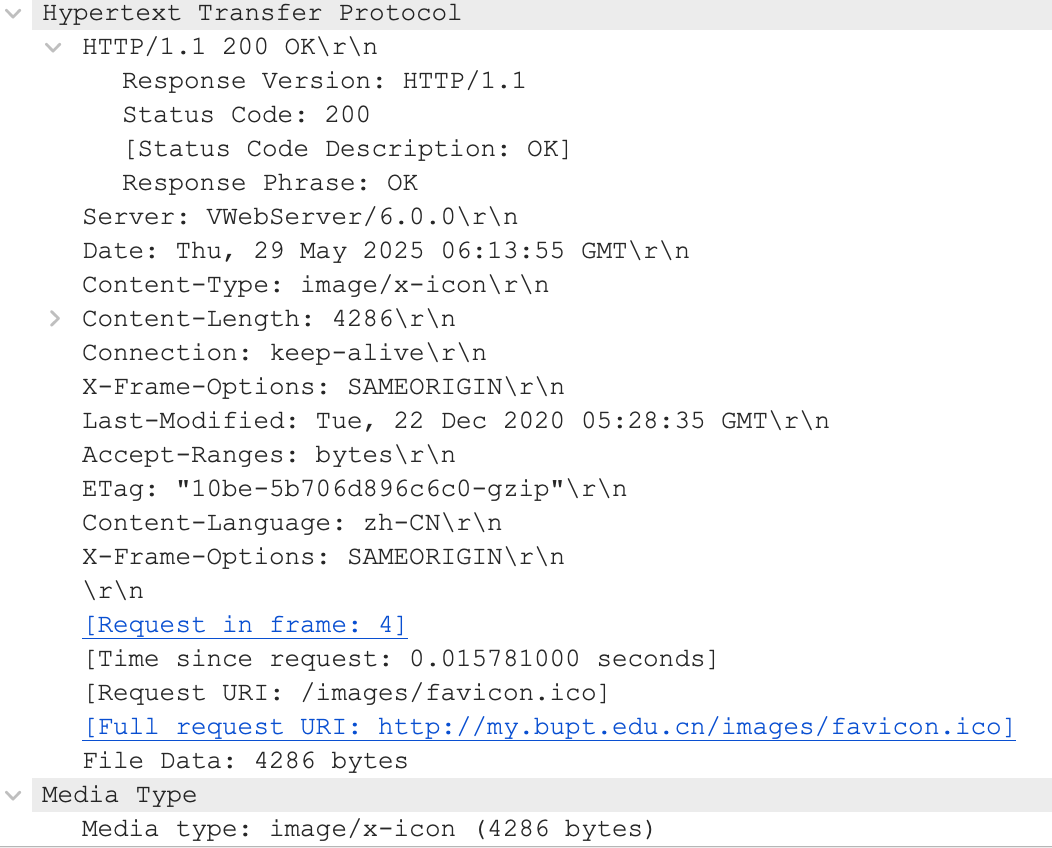 Hypertext Transfer Protocol
HTTP/1.1 200 OK\r\n
Response Version: HTTP/1.1
Status Code: 200
[Status Code Description: OK]
Response Phrase: OK
Server: VWebServer/6.0.0\r\n
Date: Thu, 29 May 2025 06:13:55 GMT\r\n
Content-Type: image/x-icon\r\n
Content-Length: 4286\r\n
Connection: keep-alive\r\n
X-Frame-Options: SAMEORIGIN\r\n
Last-Modified: Tue, 22 Dec 2020 05:28:35 GMT\r\n
Accept-Ranges: bytes\r\n
ETag: "10be-5b706d896c6c0-gzip"\r\n
Content-Language: zh-CN\r\n
X-Frame-Options: SAMEORIGIN\r\n
\r\n
[Request in frame: 4]
[Time since request: 0.015781000 seconds]
[Request URI: /images/favicon.ico]
[Full request URI: http://my.bupt.edu.cn/images/favicon.ico]
File Data: 4286 bytes
Media Type
Media type: image/x-icon (4286 bytes)